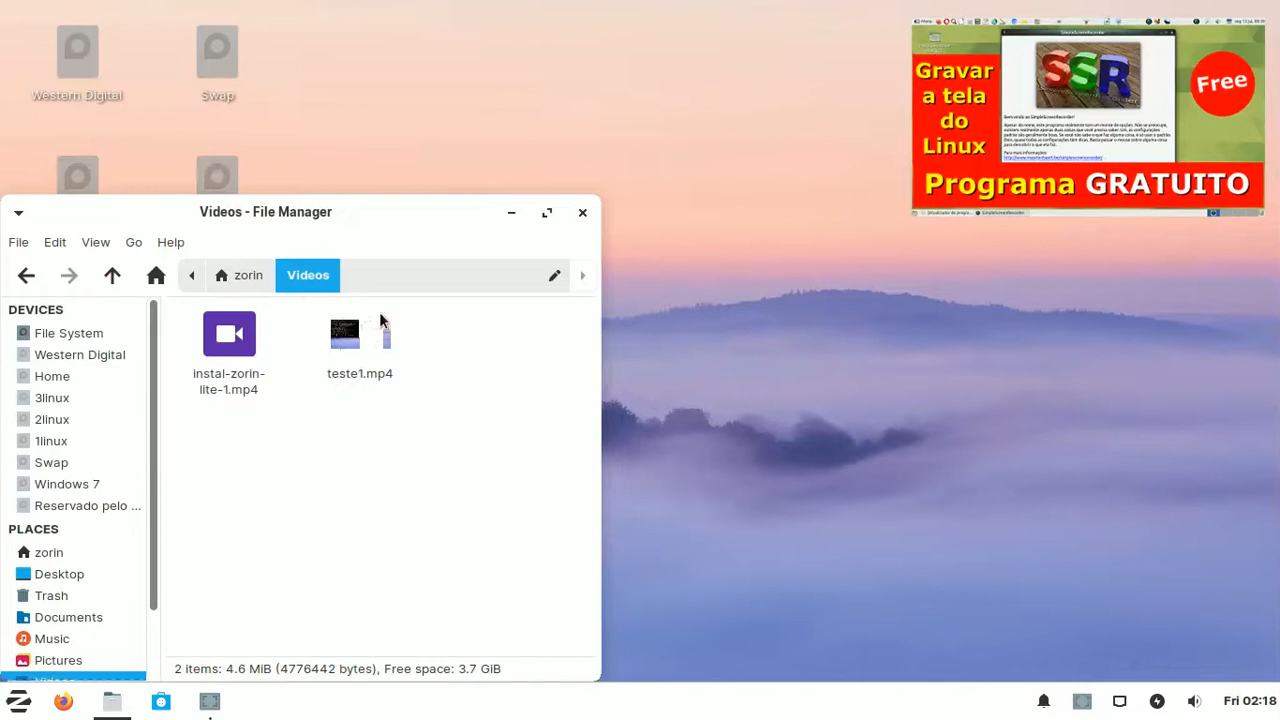 Western Digital
Swap
Gravar
a tela
do
Linux
SSR
Free
SimpleScreenRecorder
Programa GRATUITO
Videos - File Manager
File Edit View Go Help
zorin Videos
DEVICES
File System
Western Digital
Home
3linux
2linux
1linux
Swap
Windows 7
Reservado pelo ...
PLACES
zorin
Desktop
Trash
Documents
Music
Pictures
Videos
instal-zorin-
lite-1.mp4
teste1.mp4
2 items: 4.6 MiB (4776442 bytes), Free space: 3.7 GiB
Fri 02:18